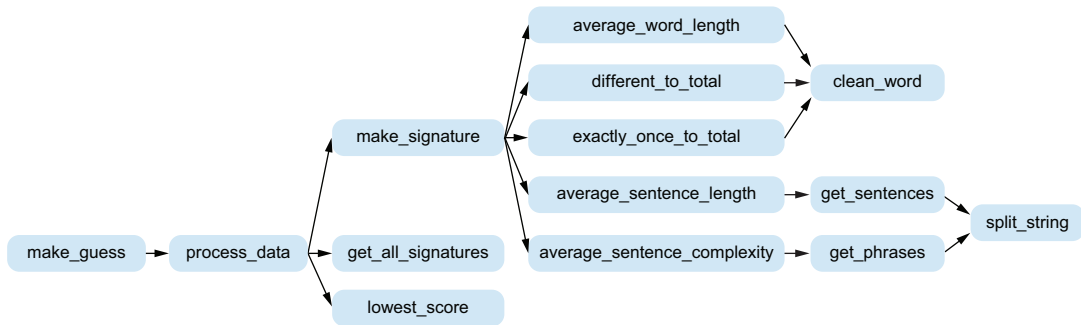 average_word_length
different_to_total
clean_word
make_signature
exactly_once_to_total
average_sentence_length
get_sentences
split_string
make_guess
process_data
get_all_signatures
average_sentence_complexity
get_phrases
lowest_score